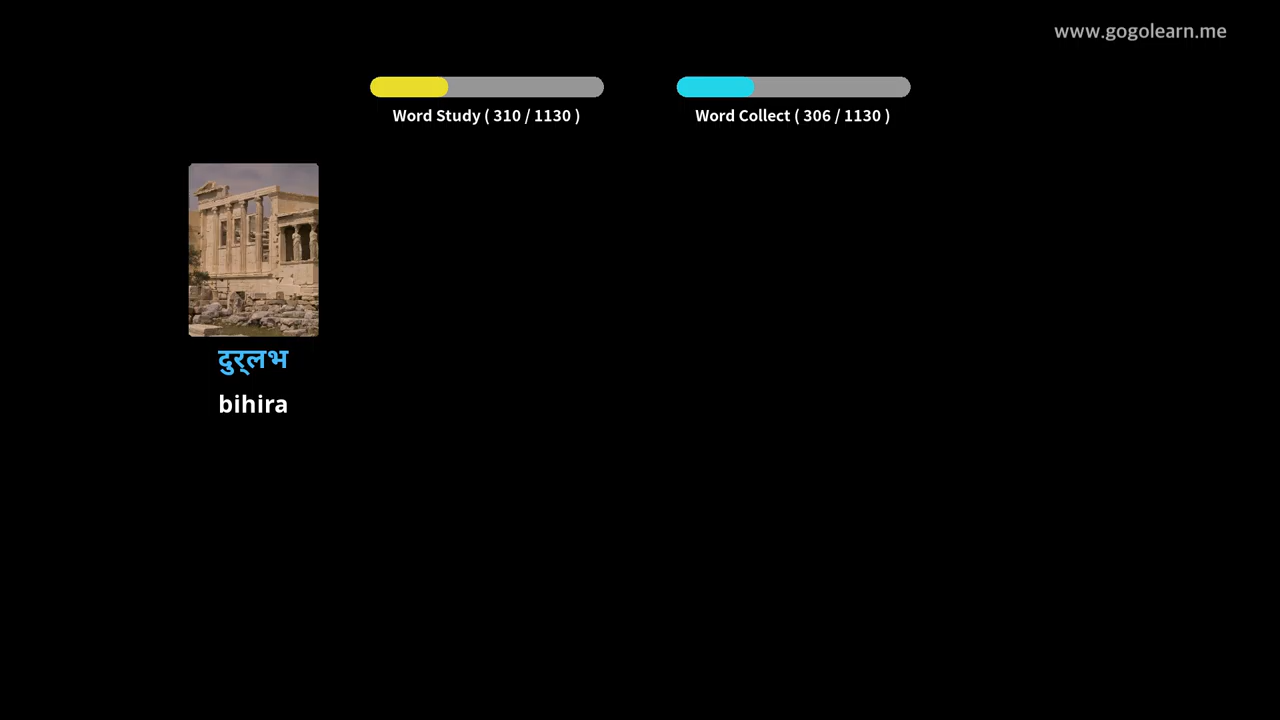 www.gogolearn.me
Word Study ( 310 / 1130 )
Word Collect ( 306 / 1130 )
दुर्लभ
bihira